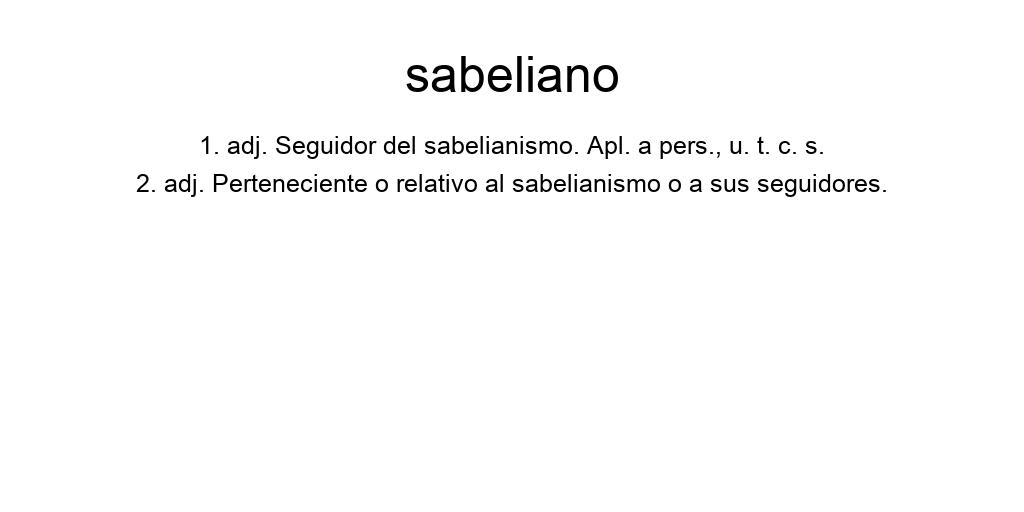 sabeliano
1. adj. Seguidor del sabelianismo. Apl. a pers., u. t. c. s.
2. adj. Perteneciente o relativo al sabelianismo o a sus seguidores.